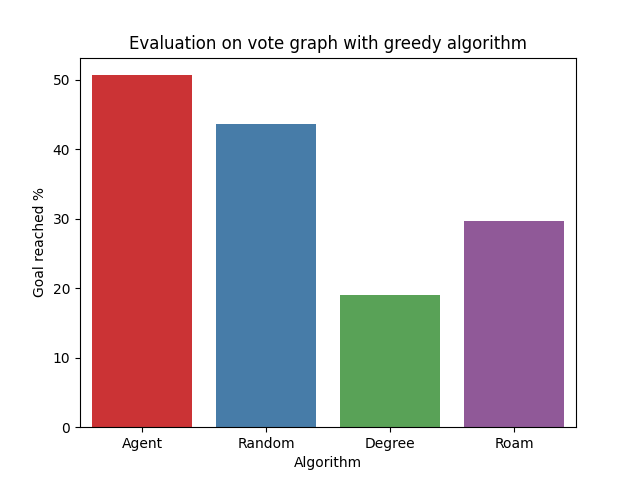 Evaluation on vote graph with greedy algorithm
Goal reached %
50
40
30
20
10
0
Agent Random Degree Roam
Algorithm